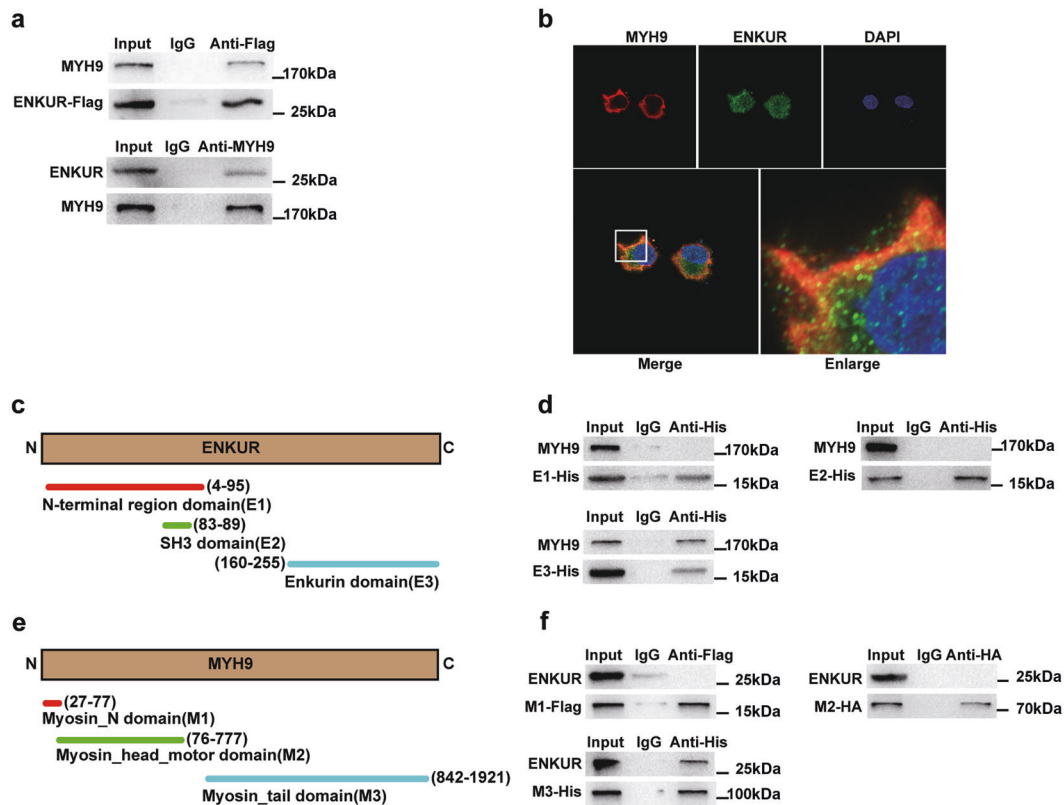 a
Input IgG Anti-Flag
MYH9
170kDa
ENKUR-Flag
25kDa
Input IgG Anti-MYH9
ENKUR
25kDa
MYH9
170kDa
b
MYH9 ENKUR DAPI
Merge Enlarge
c
N ENKUR C
(4-95)
N-terminal region domain(E1)
(83-89)
SH3 domain(E2)
(160-255)
Enkurin domain(E3)
d
Input IgG Anti-His
MYH9
170kDa
E1-His
15kDa
Input IgG Anti-His
MYH9
170kDa
E2-His
15kDa
Input IgG Anti-His
MYH9
170kDa
E3-His
15kDa
e
N MYH9 C
(27-77)
Myosin_N domain(M1)
(76-777)
Myosin_head_motor domain(M2)
(842-1921)
Myosin_tail domain(M3)
f
Input IgG Anti-Flag
ENKUR
25kDa
M1-Flag
15kDa
Input IgG Anti-HA
ENKUR
25kDa
M2-HA
70kDa
Input IgG Anti-His
ENKUR
25kDa
M3-His
100kDa